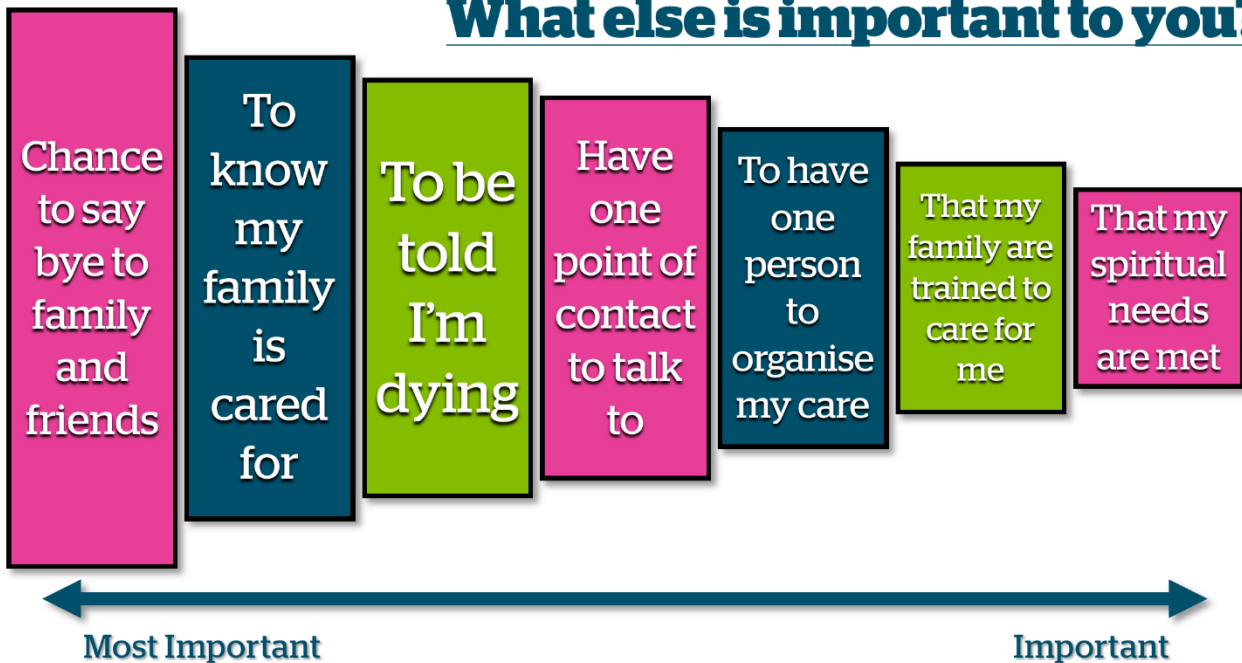 What else is important to you?
Chance
to say
bye to
family
and
friends
To
know
my
family
is
cared
for
To be
told
I'm
dying
Have
one
point of
contact
to talk
to
To have
one
person
to
organise
my care
That my
family are
trained to
care for
me
That my
spiritual
needs
are met
Most Important
Important